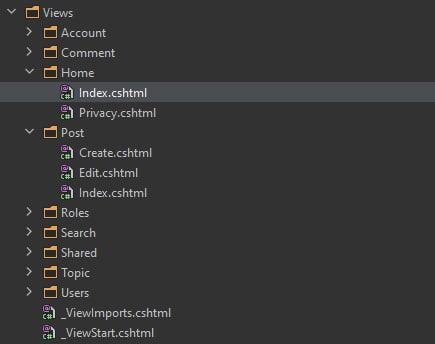 Views
Account
Comment
Home
Index.cshtml
Privacy.cshtml
Post
Create.cshtml
Edit.cshtml
Index.cshtml
Roles
Search
Shared
Topic
Users
_ViewImports.cshtml
_ViewStart.cshtml